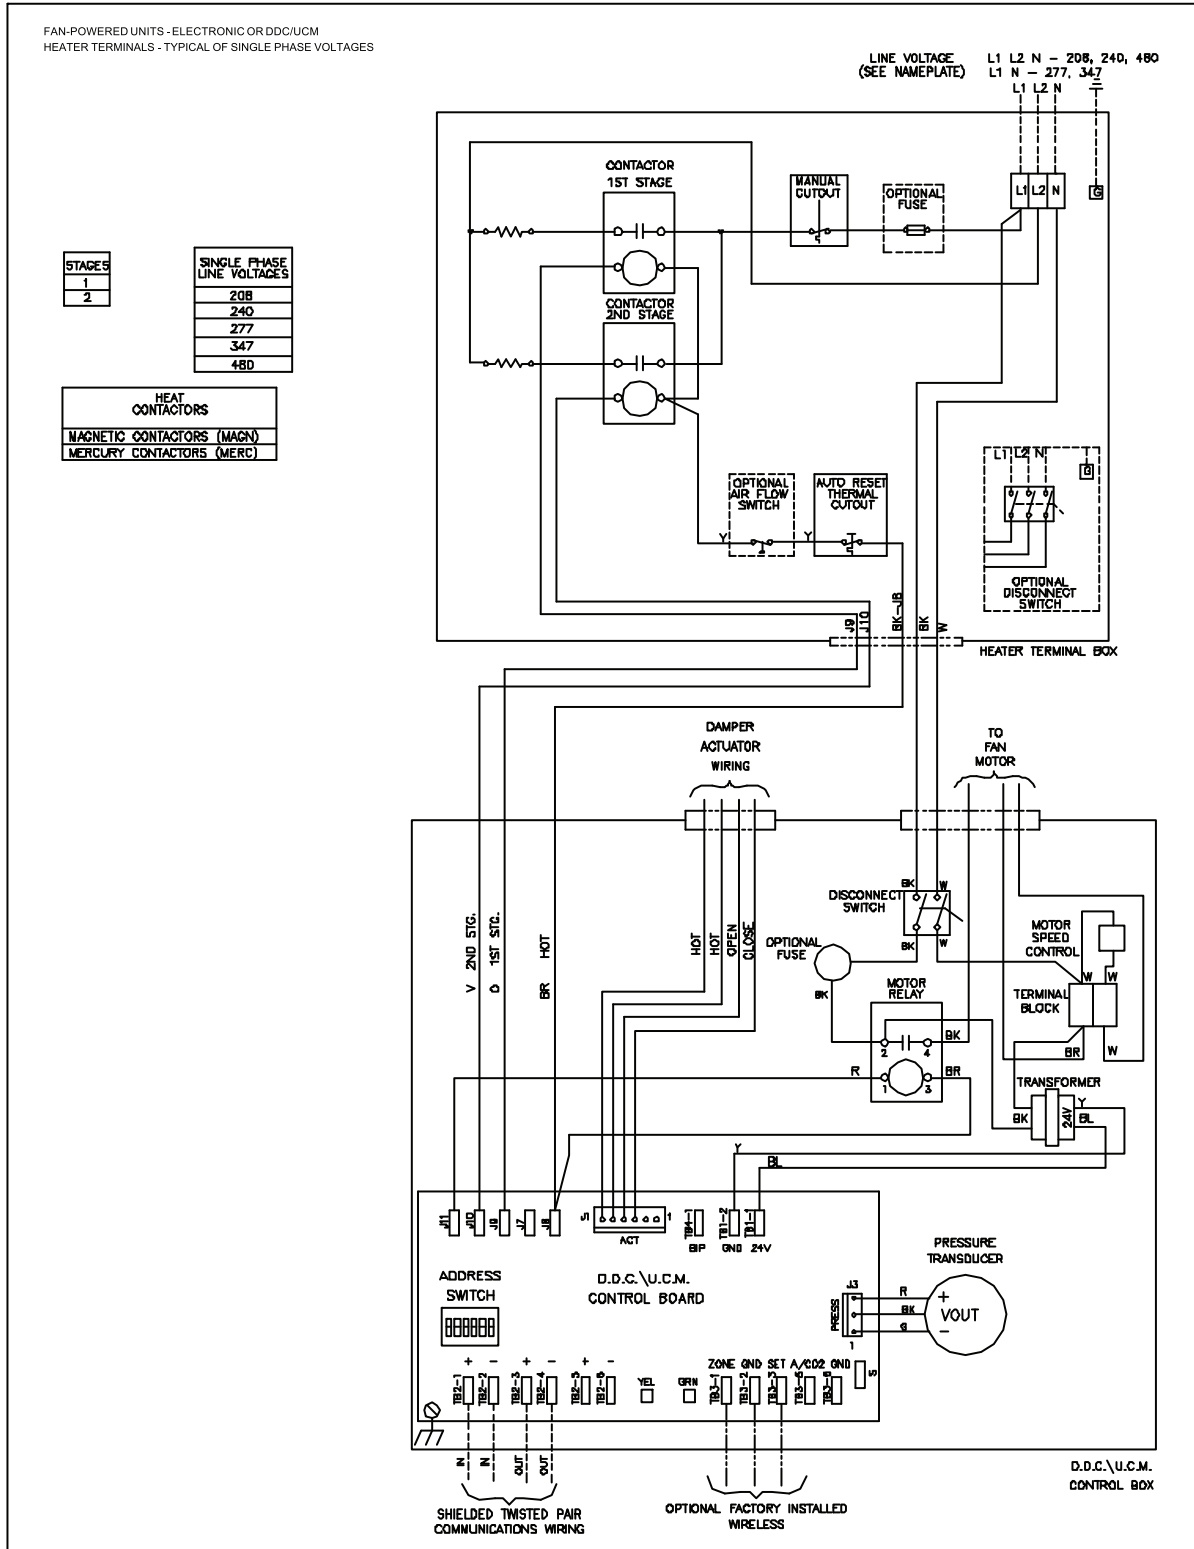 FAN-POWERED UNITS - ELECTRONIC OR DDC/UCM
HEATER TERMINALS - TYPICAL OF SINGLE PHASE VOLTAGES
LINE VOLTAGE
(SEE NAMEPLATE)
L1 L2 N - 208, 240, 480
L1 N - 277, 347
L1 L2 N
L1 L2 N
G
CONTACTOR
1ST STAGE
MANUAL
CUTOUT
OPTIONAL
FUSE
STAGES
1
2
SINGLE PHASE
LINE VOLTAGES
208
240
277
347
480
HEAT
CONTACTORS
MAGNETIC CONTACTORS (MAGN)
MERCURY CONTACTORS (MERC)
CONTACTOR
2ND STAGE
L1 L2 N
G
OPTIONAL
AIR FLOW
SWITCH
AUTO RESET
THERMAL
CUTOUT
Y
Y
OPTIONAL
DISCONNECT
SWITCH
J9
J10
BK-J8
BK
W
HEATER TERMINAL BOX
DAMPER
ACTUATOR
WIRING
TO
FAN
MOTOR
BK
W
DISCONNECT
SWITCH
BK
W
OPTIONAL
FUSE
BK
MOTOR
SPEED
CONTROL
W
W
TERMINAL
BLOCK
BR
W
V 2ND STG.
O 1ST STG.
BR HOT
HOT
HOT
OPEN
CLOSE
MOTOR
RELAY
2
4
BK
R
1
3
BR
TRANSFORMER
BK
24V
Y
BL
Y
BL
J11
J10
J9
J7
J8
5
1
ACT
TB4-1
TB1-2
TB1-1
BIP
GND
24V
ADDRESS
SWITCH
D.D.C.\U.C.M.
CONTROL BOARD
PRESSURE
TRANSDUCER
J3
PRESS
1
R
BK
G
+
VOUT
-
+ - + - + -
TB2-1
TB2-2
TB2-3
TB2-4
TB2-5
TB2-6
YEL
GRN
ZONE GND SET A/CO2 GND
TB3-1
TB3-2
TB3-3
TB3-5
TB3-6
S
IN
IN
OUT
OUT
SHIELDED TWISTED PAIR
COMMUNICATIONS WIRING
OPTIONAL FACTORY INSTALLED
WIRELESS
D.D.C.\U.C.M.
CONTROL BOX